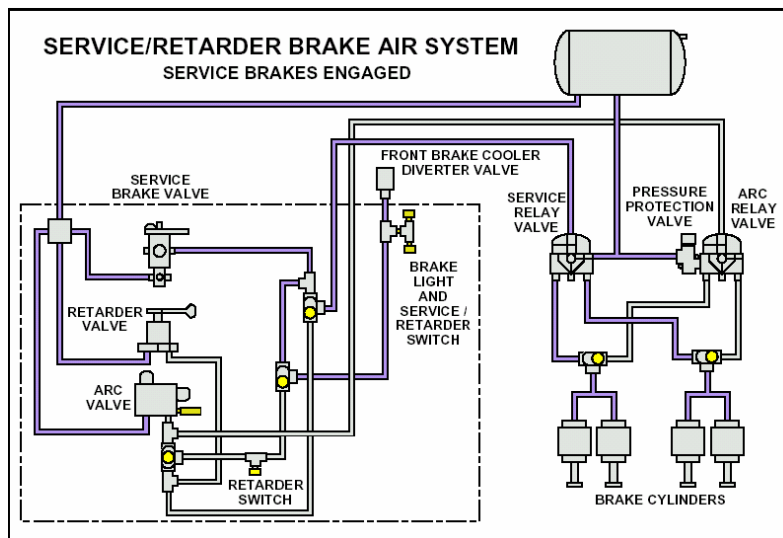 SERVICE/RETARDER BRAKE AIR SYSTEM
SERVICE BRAKES ENGAGED
FRONT BRAKE COOLER
DIVERTER VALVE
SERVICE
BRAKE VALVE
SERVICE
RELAY
VALVE
PRESSURE
PROTECTION
VALVE
ARC
RELAY
VALVE
BRAKE
LIGHT
AND
SERVICE /
RETARDER
SWITCH
RETARDER
VALVE
ARC
VALVE
RETARDER
SWITCH
BRAKE CYLINDERS